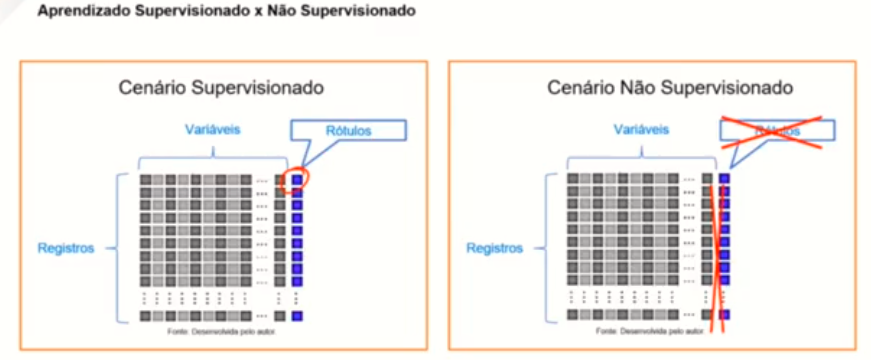 Aprendizado Supervisionado x Não Supervisionado
Cenário Supervisionado
Variáveis
Rótulos
Registros
Fonte: Desenvolvida pelo autor
Cenário Não Supervisionado
Variáveis
Rótulos
Registros
Fonte: Desenvolvida pelo autor